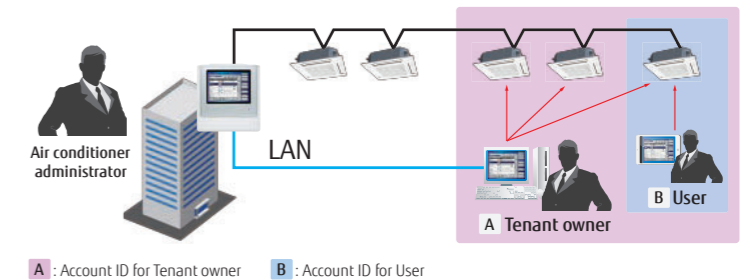 Air conditioner
administrator
LAN
A Tenant owner
B User
A : Account ID for Tenant owner B : Account ID for User